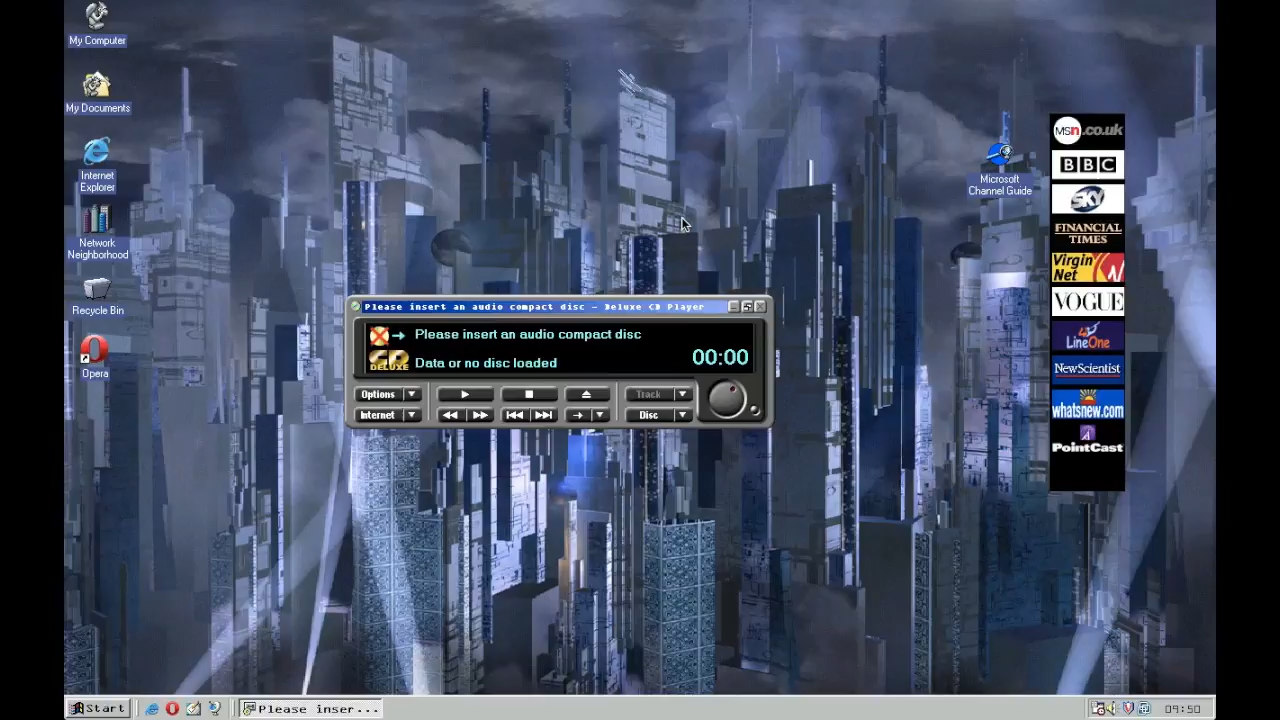 My Computer
My Documents
Internet
Explorer
Network
Neighborhood
Recycle Bin
Opera
Microsoft
Channel Guide
msn.co.uk
BBC
SKY
FINANCIAL
TIMES
Virgin
Net
VOGUE
LineOne
NewScientist
whatsnew.com
PointCast
Please insert an audio compact disc - Deluxe CD Player
Please insert an audio compact disc
CD
DELUXE
Data or no disc loaded
00:00
Options
Track
Internet
Disc
Start
Please inser...
09:50